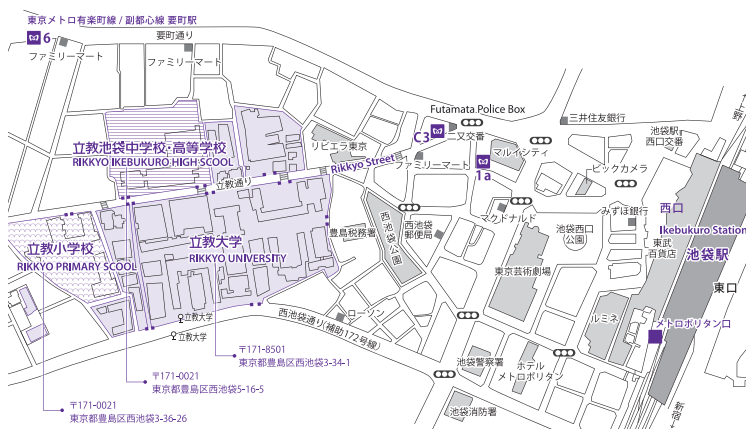 東京メトロ有楽町線 / 副都心線 要町駅
6
要町通り
ファミリーマート
ファミリーマート
Futamata Police Box
C3
二又交番
三井住友銀行
上野
池袋駅
西口交番
立教池袋中学校・高等学校
RIKKYO IKEBUKURO HIGH SCOOL
リビエラ東京
Rikkyo Street
ファミリーマート
マルインティ
1a
ビックカメラ
立教通り
西口
マクドナルド
みずほ銀行
Ikebukuro Station
立教小学校
RIKKYO PRIMARY SCOOL
立教大学
RIKKYO UNIVERSITY
豊島税務署
西池袋公園
西池袋
郵便局
池袋西口
(公園)
東武
百貨店
池袋駅
東京芸術劇場
東口
立教大学
立教大学
ローソン
西池袋通り(補助172号線)
ルミネ
メトロポリタン口
〒171-8501
東京都豊島区西池袋3-34-1
池袋警察署
ホテル
メトロポリタン
〒171-0021
東京都豊島区西池袋5-16-5
〒171-0021
東京都豊島区西池袋3-36-26
池袋消防署
新宿